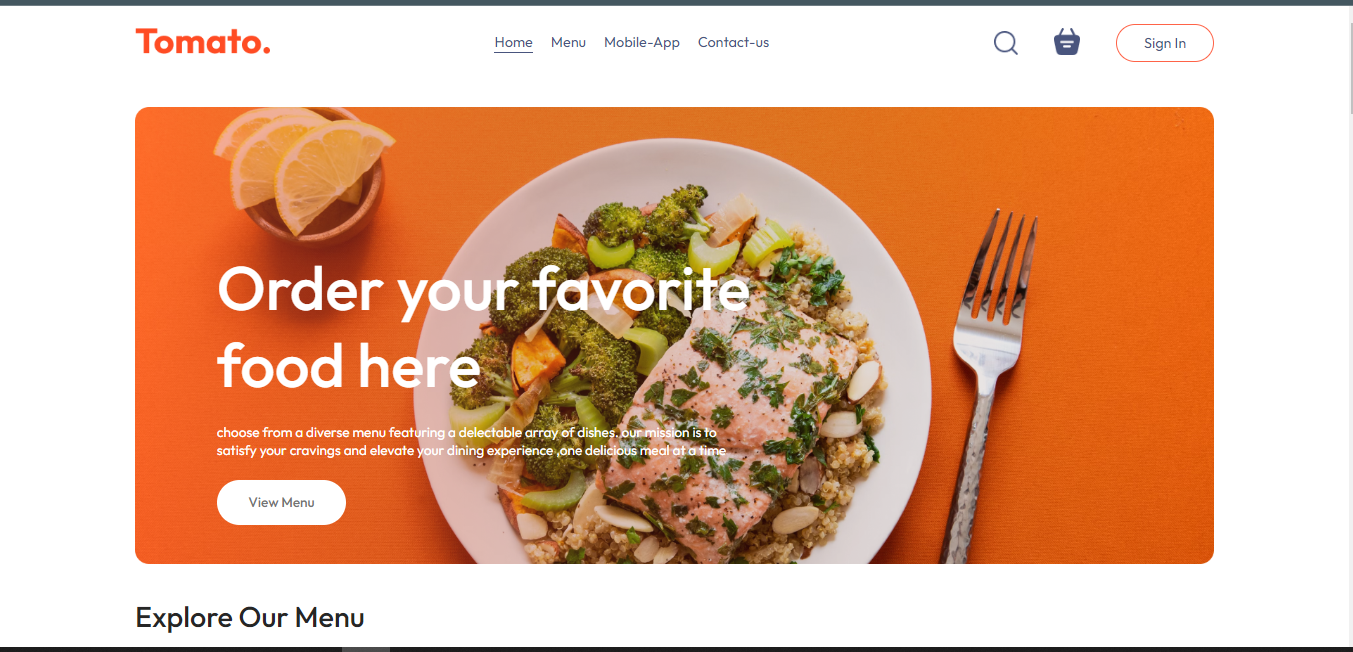 Tomato.
Home Menu Mobile-App Contact-us
Sign In
Order your favorite
food here
choose from a diverse menu featuring a delectable array of dishes. our mission is to
satisfy your cravings and elevate your dining experience ,one delicious meal at a time
View Menu
Explore Our Menu